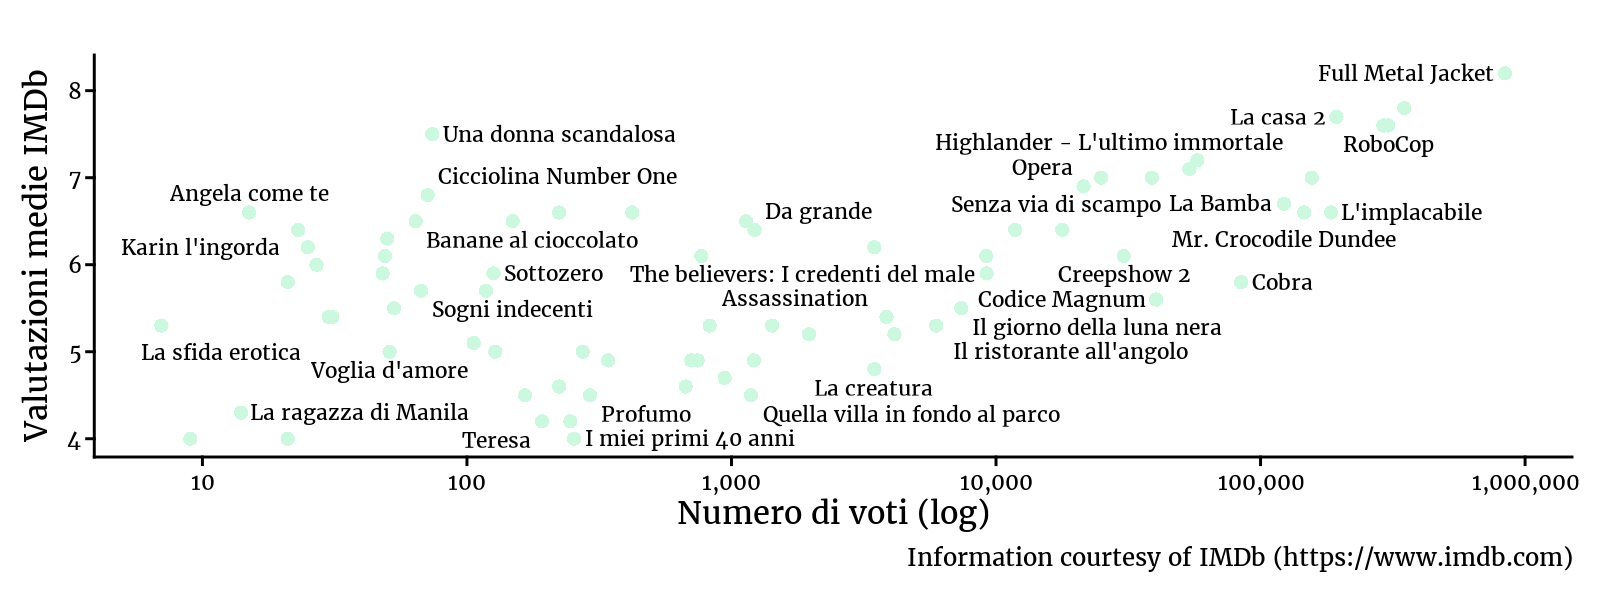 Full Metal Jacket
La casa 2
Una donna scandalosa
Highlander - L'ultimo immortale
RoboCop
Opera
Cicciolina Number One
Angela come te
Senza via di scampo
La Bamba
L'implacabile
Da grande
Karin l'ingorda
Banane al cioccolato
Mr. Crocodile Dundee
Sottozero
The believers: I credenti del male
Creepshow 2
Cobra
Sogni indecenti
Assassination
Codice Magnum
Il giorno della luna nera
La sfida erotica
Il ristorante all'angolo
Voglia d'amore
La creatura
La ragazza di Manila
Profumo
Quella villa in fondo al parco
Teresa
I miei primi 40 anni
Valutazioni medie IMDb
8
7
6
5
4
10
100
1,000
10,000
100,000
1,000,000
Numero di voti (log)
Information courtesy of IMDb (https://www.imdb.com)